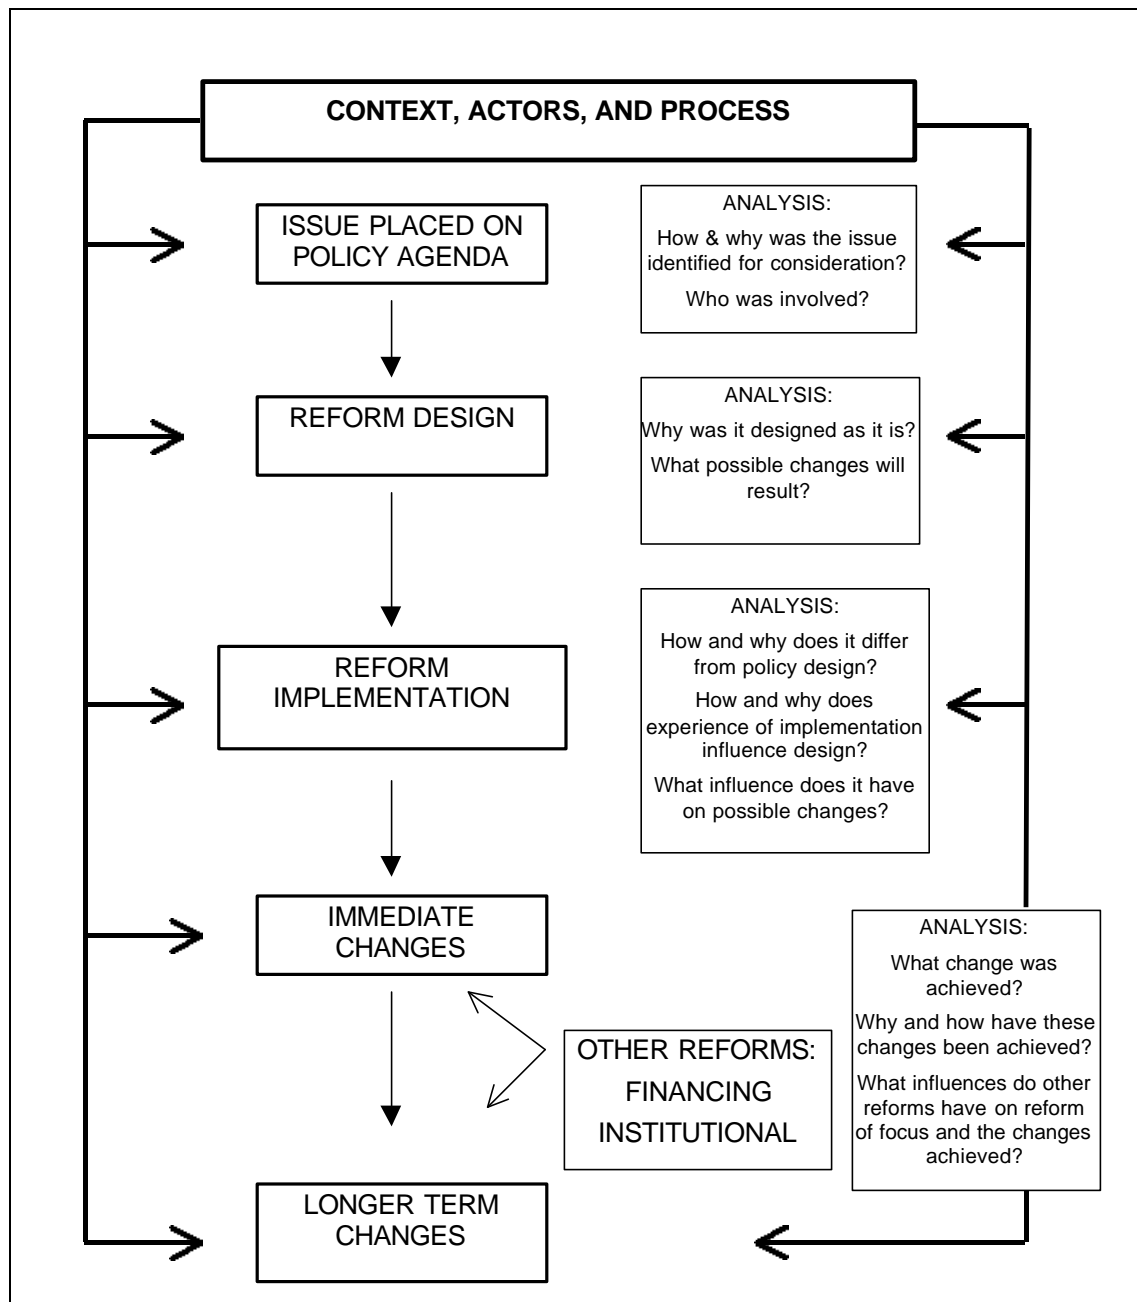 CONTEXT, ACTORS, AND PROCESS
ISSUE PLACED ON
POLICY AGENDA
ANALYSIS:
How & why was the issue
identified for consideration?
Who was involved?
REFORM DESIGN
ANALYSIS:
Why was it designed as it is?
What possible changes will
result?
REFORM
IMPLEMENTATION
ANALYSIS:
How and why does it differ
from policy design?
How and why does
experience of implementation
influence design?
What influence does it have
on possible changes?
IMMEDIATE
CHANGES
ANALYSIS:
What change was
achieved?
Why and how have these
changes been achieved?
What influences do other
reforms have on reform
of focus and the changes
achieved?
OTHER REFORMS:
FINANCING
INSTITUTIONAL
LONGER TERM
CHANGES